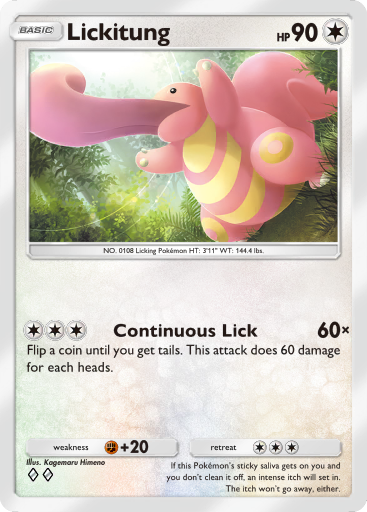 BASIC Lickitung HP 90
NO. 0108 Licking Pokémon HT: 3'11" WT: 144.4 lbs.
Continuous Lick 60×
Flip a coin until you get tails. This attack does 60 damage
for each heads.
weakness +20 retreat
Illus. Kagemaru Himeno
If this Pokémon's sticky saliva gets on you and
you don't clean it off, an intense itch will set in.
The itch won't go away, either.